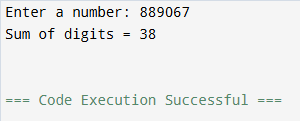 Enter a number: 889067
Sum of digits = 38
=== Code Execution Successful ===